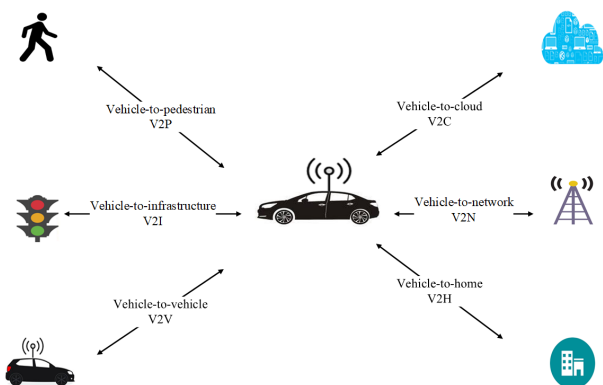 Vehicle-to-pedestrian
V2P
Vehicle-to-cloud
V2C
Vehicle-to-infrastructure
V2I
Vehicle-to-network
V2N
Vehicle-to-vehicle
V2V
Vehicle-to-home
V2H